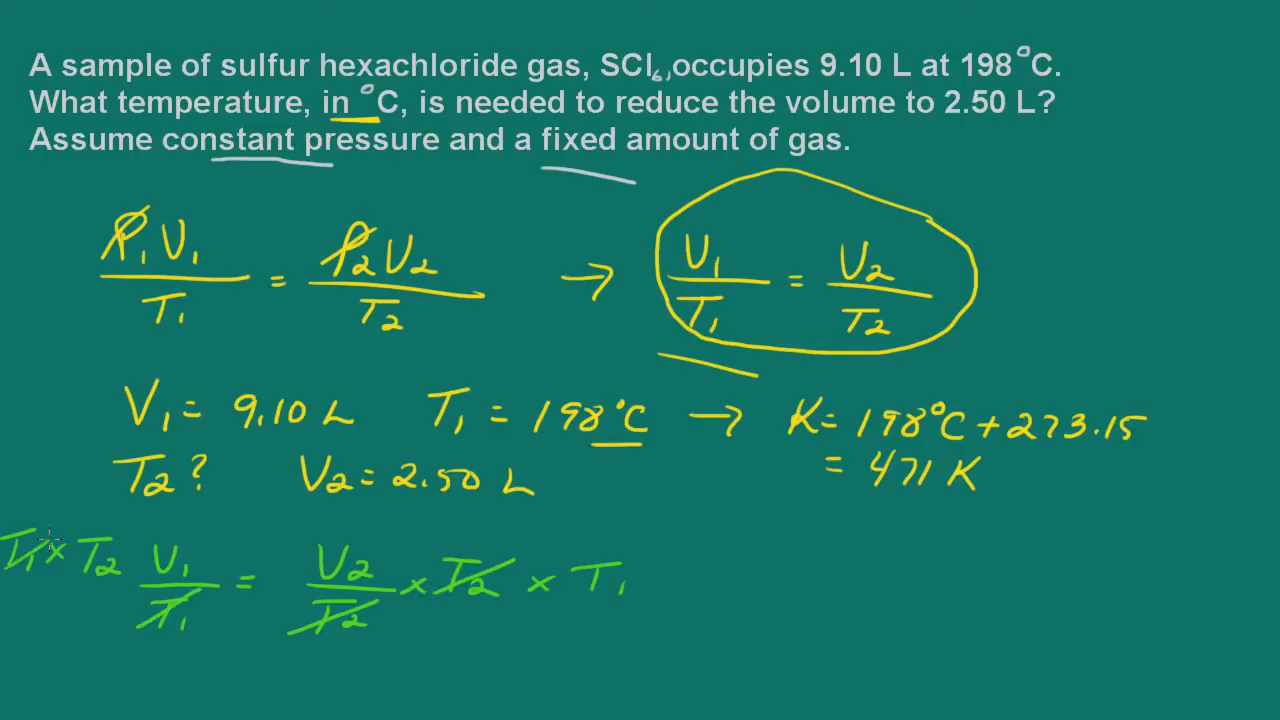 A sample of sulfur hexachloride gas, SCl₆, occupies 9.10 L at 198°C.
What temperature, in °C, is needed to reduce the volume to 2.50 L?
Assume constant pressure and a fixed amount of gas.
P₁V₁/T₁ = P₂V₂/T₂ → V₁/T₁ = V₂/T₂
V₁ = 9.10 L T₁ = 198°C → K = 198°C + 273.15
T₂ ? V₂ = 2.50 L = 471 K
T₁ × T₂ V₁/T₁ = V₂/T₂ × T₂ × T₁